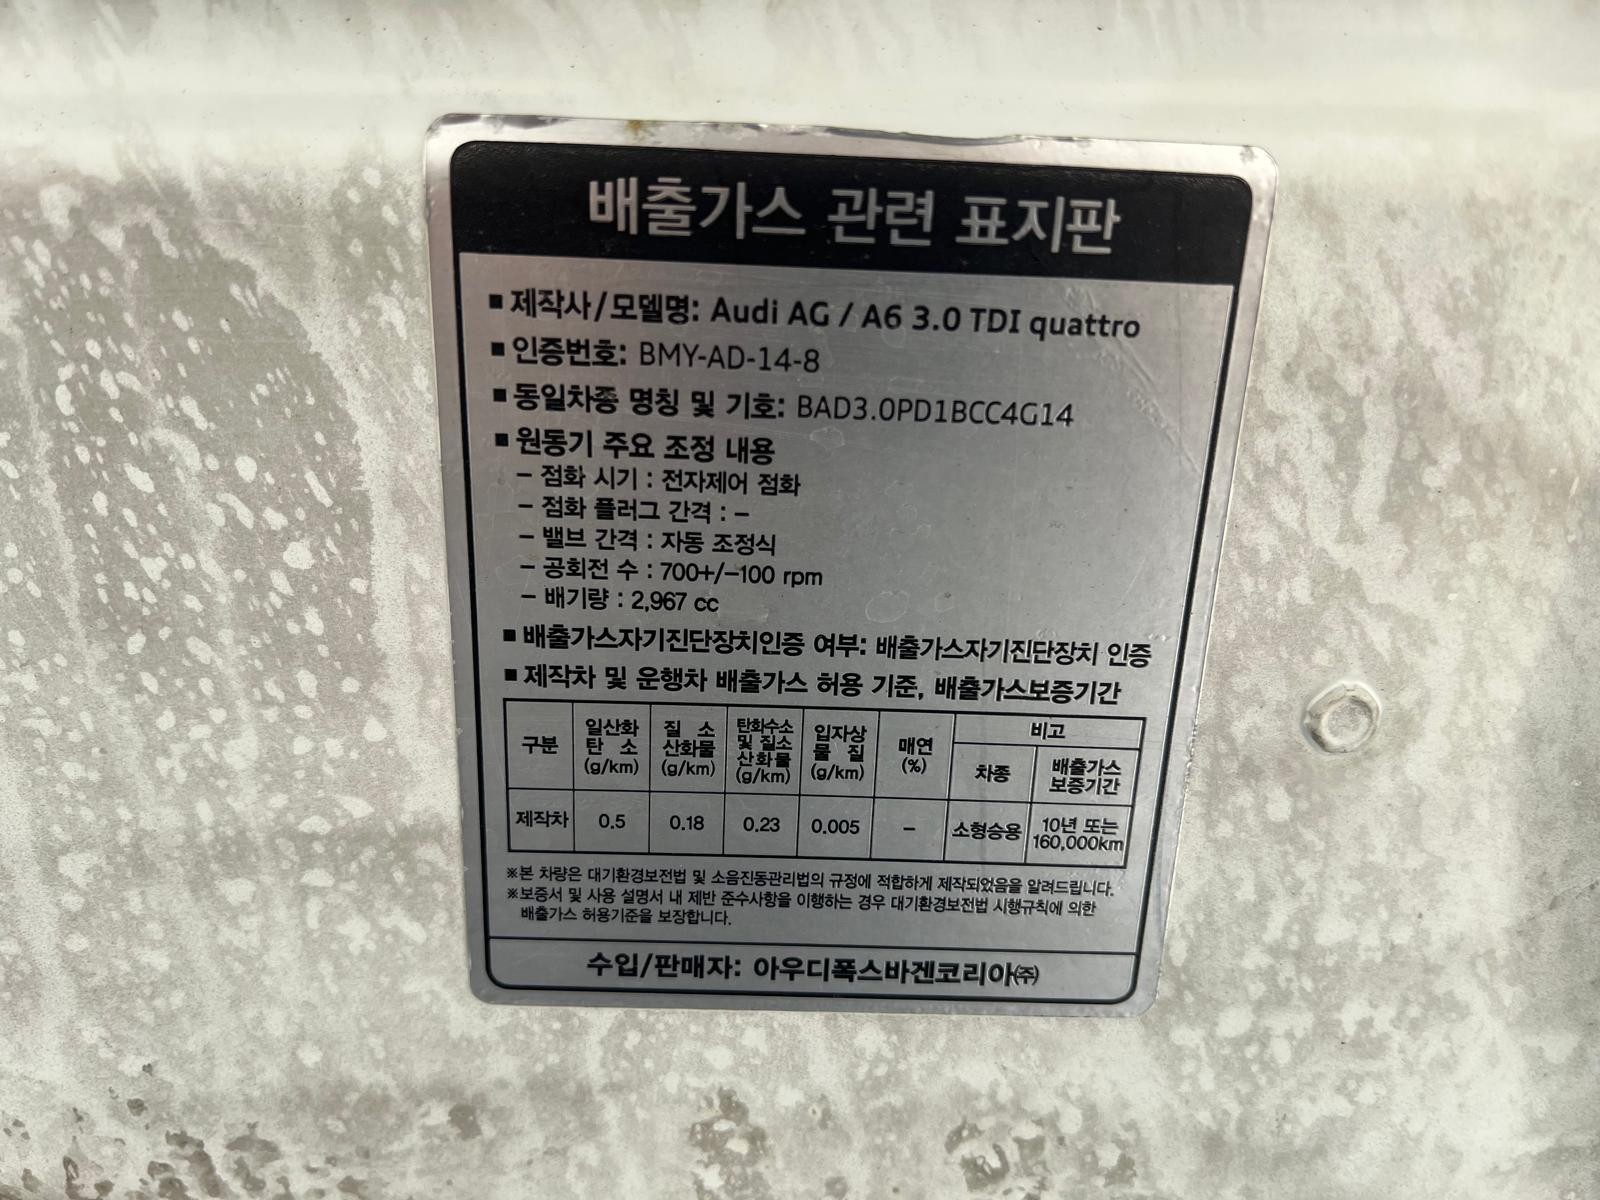 배출가스 관련 표지판
■ 제작사/모델명: Audi AG / A6 3.0 TDI quattro
■ 인증번호: BMY-AD-14-8
■ 동일차종 명칭 및 기호: BAD3.0PD1BCC4G14
■ 원동기 주요 조정 내용
– 점화 시기 : 전자제어 점화
– 점화 플러그 간격 : –
– 밸브 간격 : 자동 조정식
– 공회전 수 : 700+/–100 rpm
– 배기량 : 2,967 cc
■ 배출가스자기진단장치인증 여부: 배출가스자기진단장치 인증
■ 제작차 및 운행차 배출가스 허용 기준, 배출가스보증기간
구분 일산화 탄소 (g/km) 질소 산화물 (g/km) 탄화수소 및 질소 산화물 (g/km) 입자상 물질 (g/km) 매연 (%) 비고
차종 배출가스 보증기간
제작차 0.5 0.18 0.23 0.005 – 소형승용 10년 또는 160,000km
※본 차량은 대기환경보전법 및 소음진동관리법의 규정에 적합하게 제작되었음을 알려드립니다.
※보증서 및 사용 설명서 내 제반 준수사항을 이행하는 경우 대기환경보전법 시행규칙에 의한
배출가스 허용기준을 보장합니다.
수입/판매자: 아우디폭스바겐코리아㈜